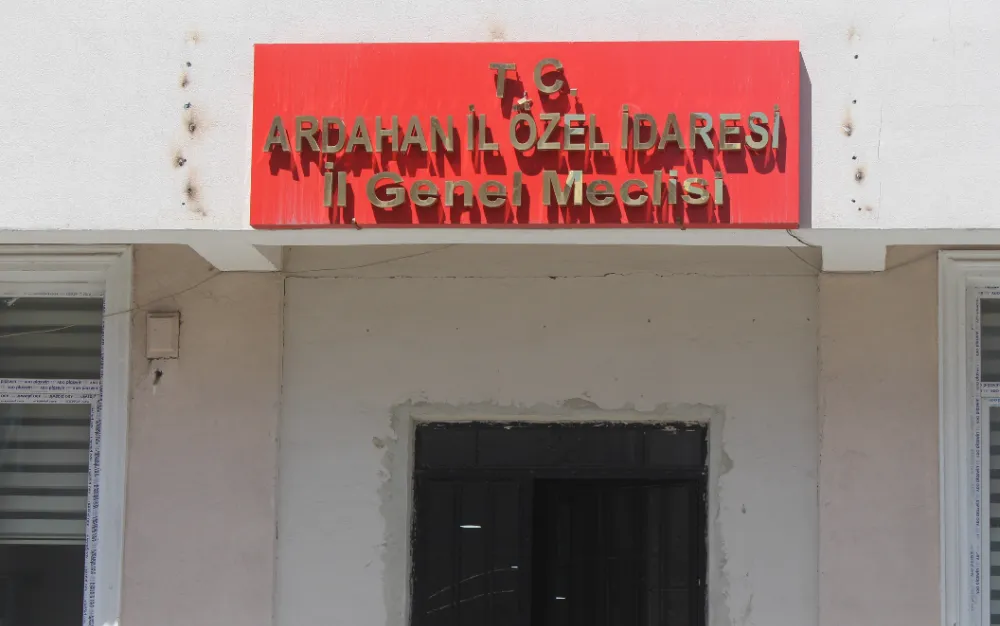 T.C.
ARDAHAN İL ÖZEL İDARESİ
İl Genel Meclisi